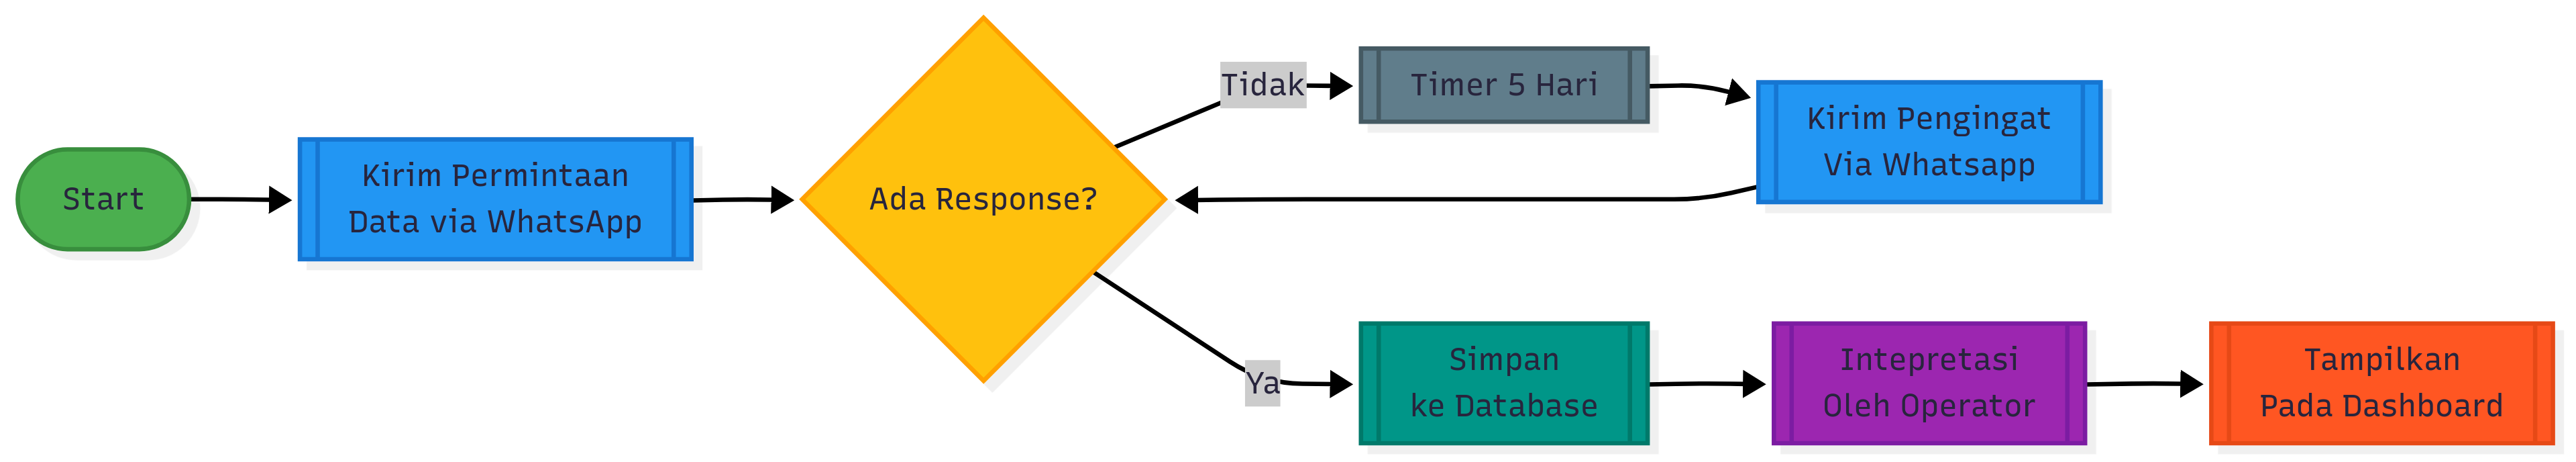 Start
Kirim Permintaan
Data via WhatsApp
Ada Response?
Tidak
Timer 5 Hari
Kirim Pengingat
Via Whatsapp
Ya
Simpan
ke Database
Intepretasi
Oleh Operator
Tampilkan
Pada Dashboard